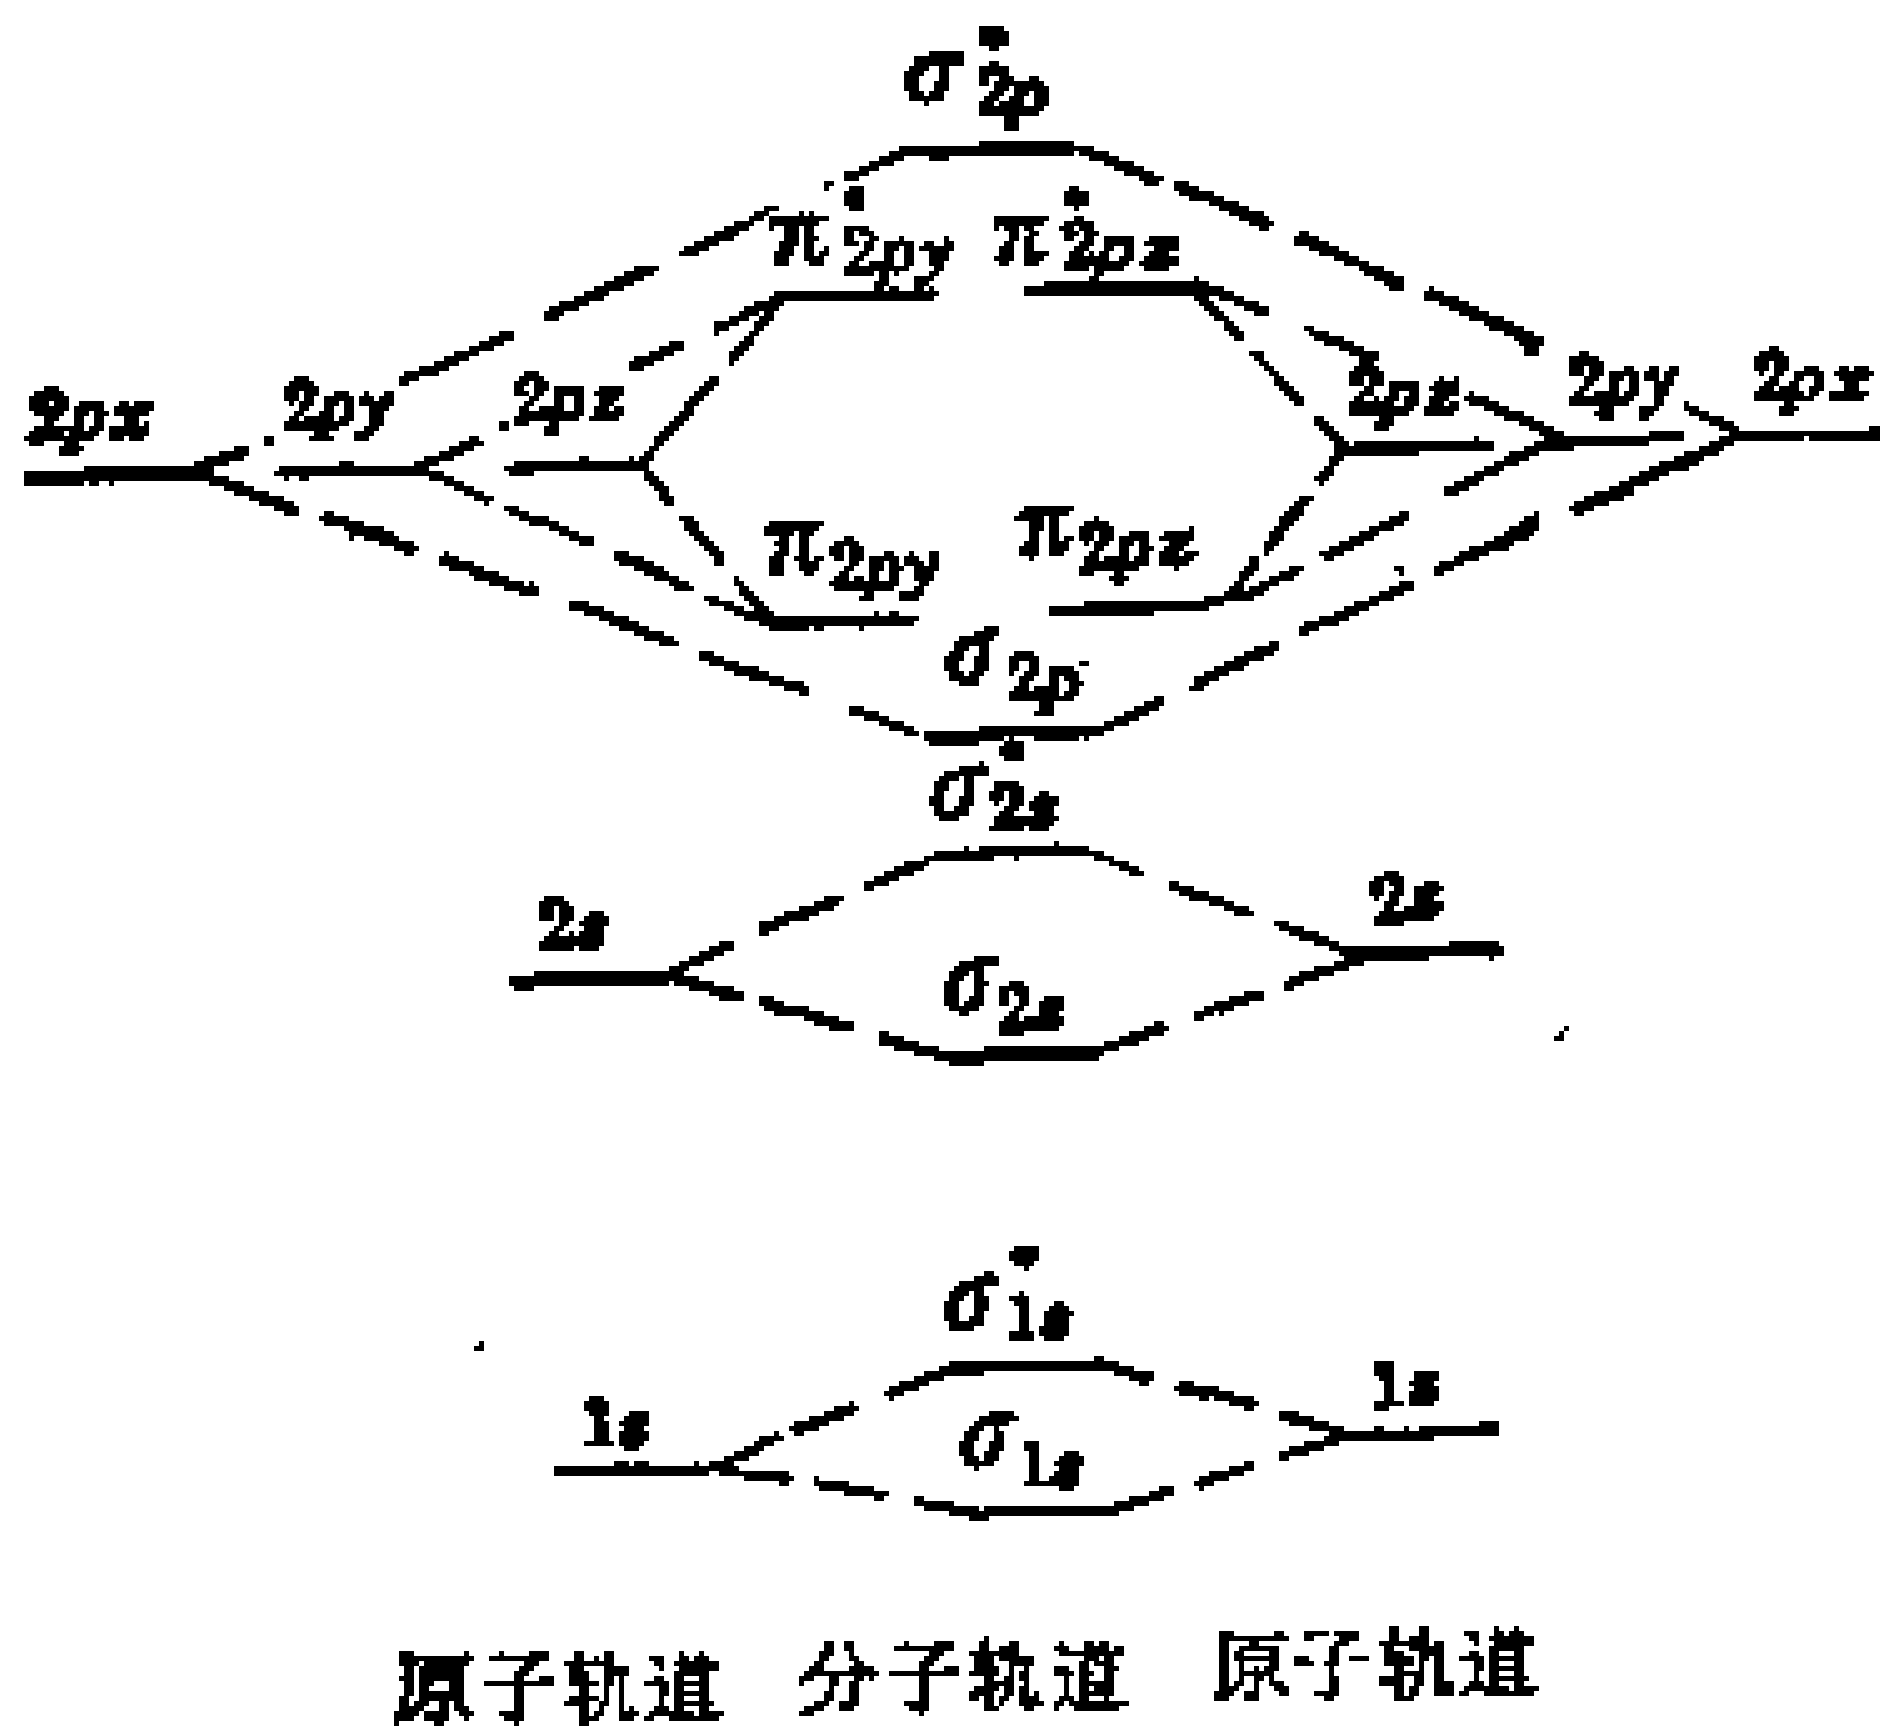 σ*2p
π*2py π*2pz
2px 2py 2pz 2pz 2py 2px
π2py π2pz
σ2p
σ*2s
2s 2s
σ2s
σ*1s
1s 1s
σ1s
原子轨道 分子轨道 原子轨道